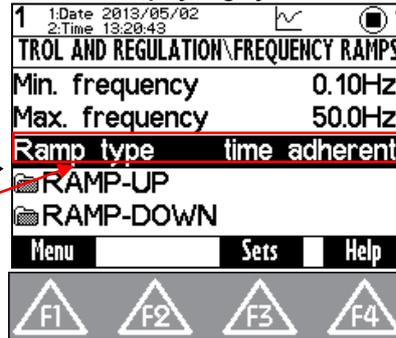 1 1:Date 2013/05/02
2:Time 13:20:43
TROL AND REGULATION\FREQUENCY RAMPS
Min. frequency 0.10Hz
Max. frequency 50.0Hz
Ramp type time adherent
RAMP-UP
RAMP-DOWN
Menu Sets Help
F1 F2 F3 F4